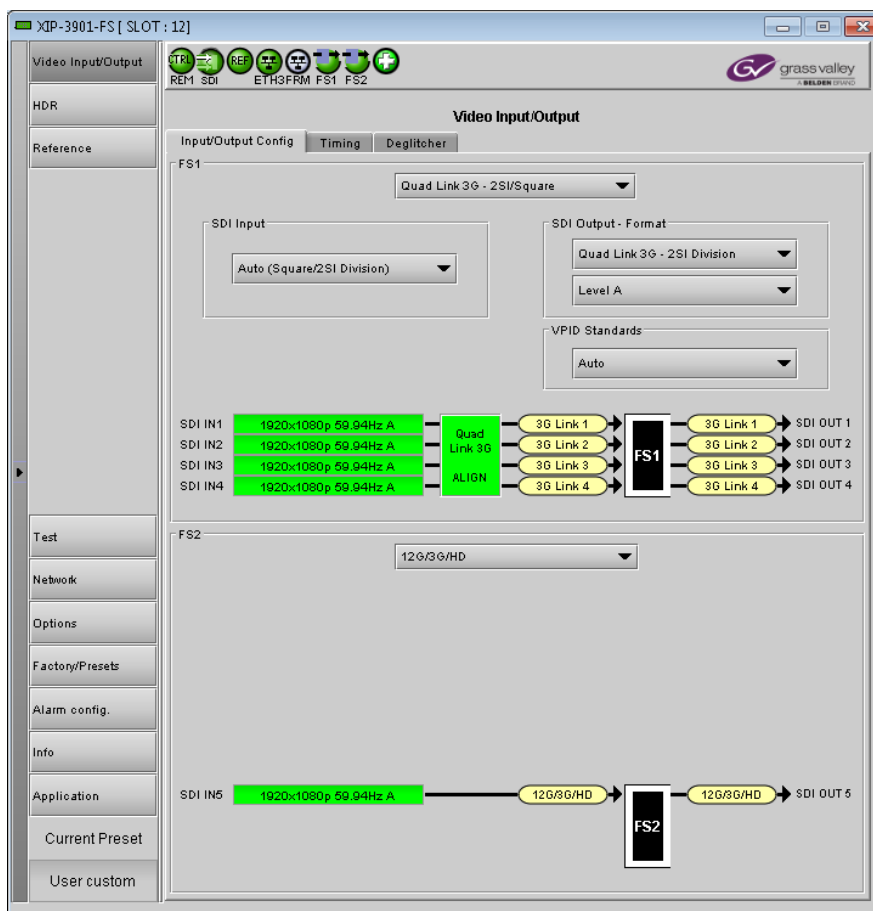 XIP-3901-FS [ SLOT : 12]
Video Input/Output
HDR
Reference
CTRL REF
REM SDI ETH3 FRM FS1 FS2
GV grass valley
A BELDEN BRAND
Video Input/Output
Input/Output Config Timing Deglitcher
FS1
Quad Link 3G - 2SI/Square
SDI Input
Auto (Square/2SI Division)
SDI Output - Format
Quad Link 3G - 2SI Division
Level A
VPID Standards
Auto
SDI IN1 1920x1080p 59.94Hz A 3G Link 1 3G Link 1 SDI OUT 1
SDI IN2 1920x1080p 59.94Hz A 3G Link 2 3G Link 2 SDI OUT 2
SDI IN3 1920x1080p 59.94Hz A 3G Link 3 3G Link 3 SDI OUT 3
SDI IN4 1920x1080p 59.94Hz A 3G Link 4 3G Link 4 SDI OUT 4
Quad
Link 3G
ALIGN
FS1
Test
Network
Options
Factory/Presets
Alarm config.
Info
Application
Current Preset
User custom
FS2
12G/3G/HD
SDI IN5 1920x1080p 59.94Hz A 12G/3G/HD 12G/3G/HD SDI OUT 5
FS2